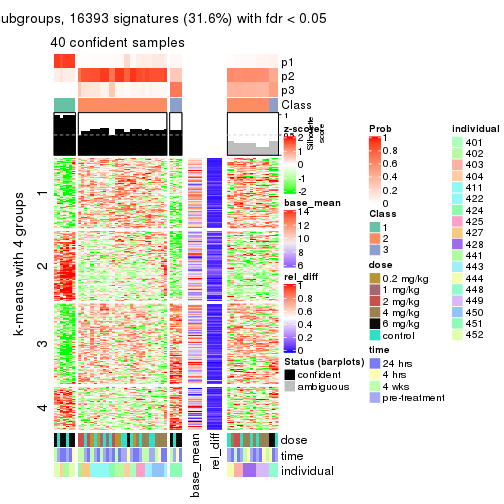 ubgroups, 16393 signatures (31.6%) with fdr < 0.05
40 confident samples
p1
p2
p3
Class
1
Silhouette
score
k-means with 4 groups
1
2
3
4
dose
time
individual
base_mean
rel_diff
z-score
2
1
0
-1
-2
base_mean
14
12
10
8
6
rel_diff
1
0.8
0.6
0.4
0.2
0
Status (barplots)
confident
ambiguous
Prob
1
0.8
0.6
0.4
0.2
0
Class
1
2
3
dose
0.2 mg/kg
1 mg/kg
2 mg/kg
4 mg/kg
6 mg/kg
control
time
24 hrs
4 hrs
4 wks
pre-treatment
individual
401
402
403
404
411
422
424
425
427
428
441
443
444
448
449
450
451
452